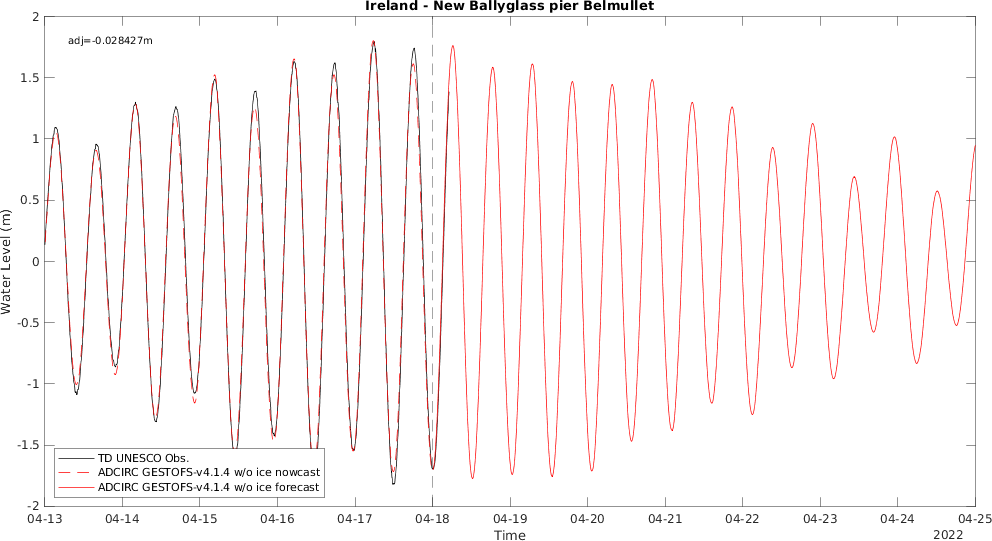 Ireland - New Ballyglass pier Belmullet
adj=-0.028427m
2
1.5
1
0.5
0
-0.5
-1
-1.5
-2
Water Level (m)
TD UNESCO Obs.
ADCIRC GESTOFS-v4.1.4 w/o ice nowcast
ADCIRC GESTOFS-v4.1.4 w/o ice forecast
04-13 04-14 04-15 04-16 04-17 04-18 04-19 04-20 04-21 04-22 04-23 04-24 04-25
Time
2022